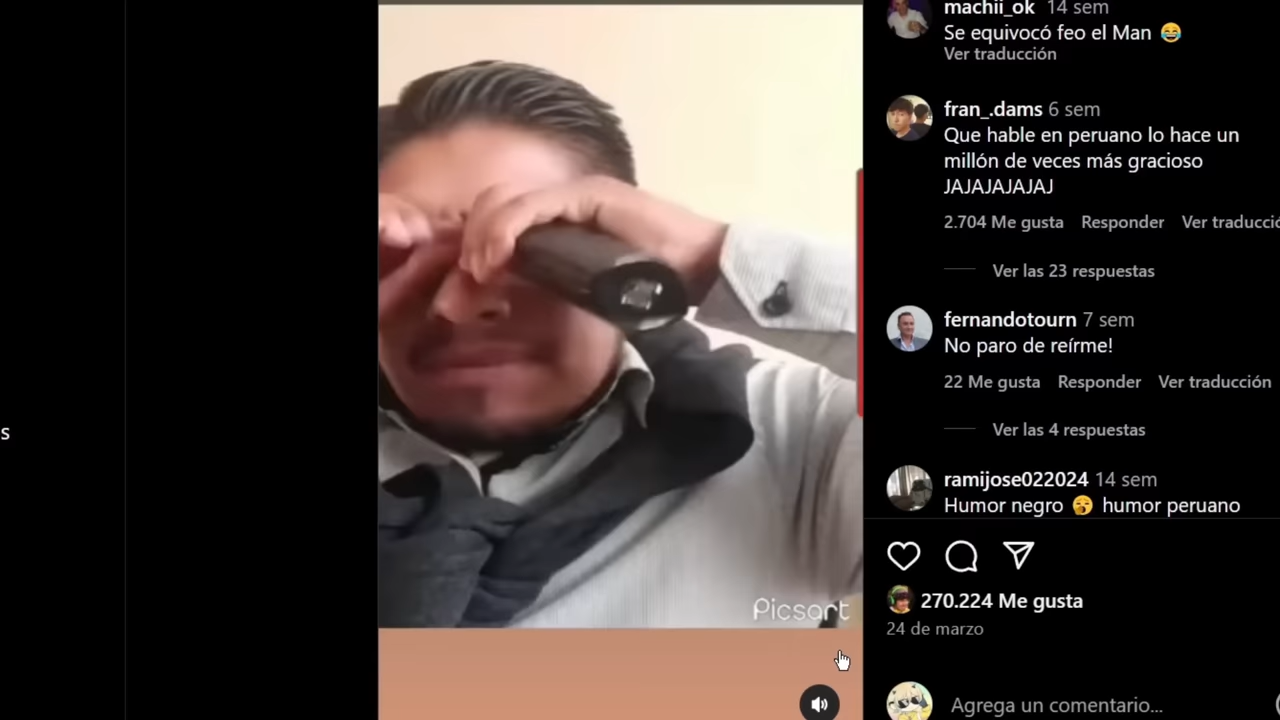 machii_ok 14 sem
Se equivocó feo el Man 😂
Ver traducción
fran_.dams 6 sem
Que hable en peruano lo hace un
millón de veces más gracioso
JAJAJAJAJAJ
2.704 Me gusta Responder Ver traducció
Ver las 23 respuestas
fernandotourn 7 sem
No paro de reírme!
22 Me gusta Responder Ver traducción
Ver las 4 respuestas
ramijose022024 14 sem
Humor negro 🥱 humor peruano
s
Picsart
270.224 Me gusta
24 de marzo
Agrega un comentario...